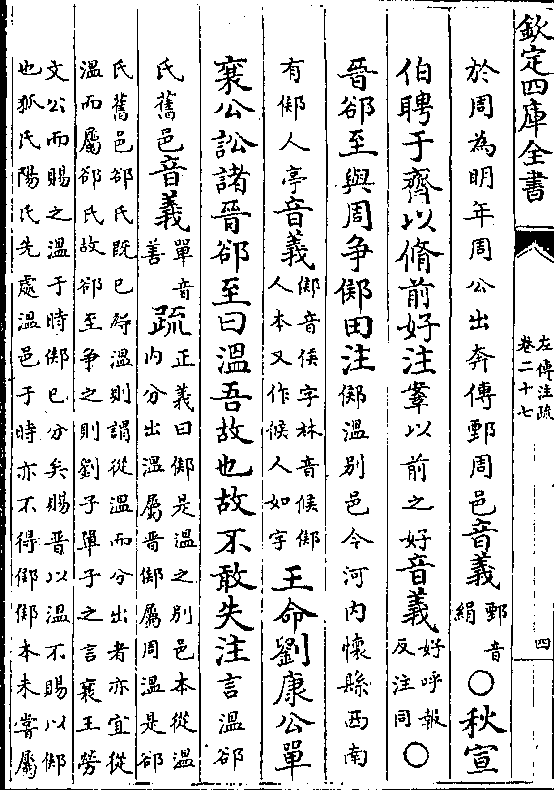 欽定四庫全書
左傳注疏
卷二十七
四
於周為明年周公出奔傳鄄周邑音義鄄音絹〇秋宣
伯聘于齊以脩前好注鞌以前之好音義好呼報反注同〇
晉郤至與周爭鄇田注鄇溫別邑今河內懷縣西南
有鄇人亭音義鄇音侯字林音候鄇人本又作候人如字王命劉康公單
襄公訟諸晉郤至曰溫吾故也故不敢失注言溫郤
氏舊邑音義單音善疏正義曰鄇是溫之別邑本從溫內分出溫屬晉鄇屬周溫是郤
氏舊邑郤氏既已得溫則謂從溫而分出者亦宜從
溫而屬郤氏故郤至爭之則劉子單子之言襄王勞
文公而賜之溫于時鄇已分矣賜晉以溫不賜以鄇
也狐氏陽氏先處溫邑于時亦不得鄇鄇本未嘗屬